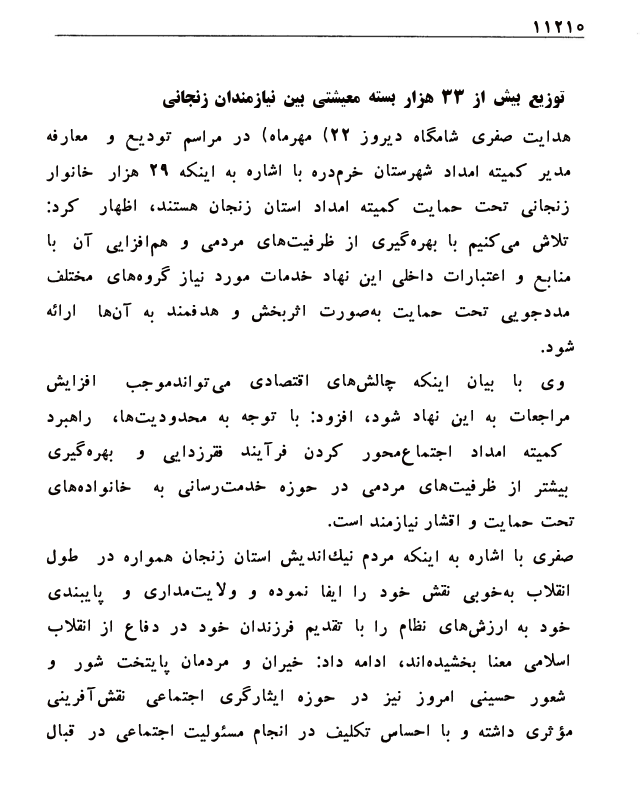 ۱۱۲۱۰
توزیع بیش از ۳۳ هزار بسته معیشتی بین نیازمندان زنجانی
هدایت صفری شامگاه دیروز ۲۲) مهرماه) در مراسم تودیع و معارفه
مدیر کمیته امداد شهرستان خرم‌دره با اشاره به اینکه ۲۹ هزار خانوار
زنجانی تحت حمایت کمیته امداد استان زنجان هستند، اظهار کرد:
تلاش می‌کنیم با بهره‌گیری از ظرفیت‌های مردمی و هم‌افزایی آن با
منابع و اعتبارات داخلی این نهاد خدمات مورد نیاز گروه‌های مختلف
مددجویی تحت حمایت به‌صورت اثربخش و هدفمند به آن‌ها ارائه
شود.
وی با بیان اینکه چالش‌های اقتصادی می‌تواندموجب افزایش
مراجعات به این نهاد شود، افزود: با توجه به محدودیت‌ها، راهبرد
کمیته امداد اجتماع‌محور کردن فرآیند فقرزدایی و بهره‌گیری
بیشتر از ظرفیت‌های مردمی در حوزه خدمت‌رسانی به خانواده‌های
تحت حمایت و اقشار نیازمند است.
صفری با اشاره به اینکه مردم نیك‌اندیش استان زنجان همواره در طول
انقلاب به‌خوبی نقش خود را ایفا نموده و ولایت‌مداری و پایبندی
خود به ارزش‌های نظام را با تقدیم فرزندان خود در دفاع از انقلاب
اسلامی معنا بخشیده‌اند، ادامه داد: خیران و مردمان پایتخت شور و
شعور حسینی امروز نیز در حوزه ایثارگری اجتماعی نقش‌آفرینی
مؤثری داشته و با احساس تکلیف در انجام مسئولیت اجتماعی در قبال